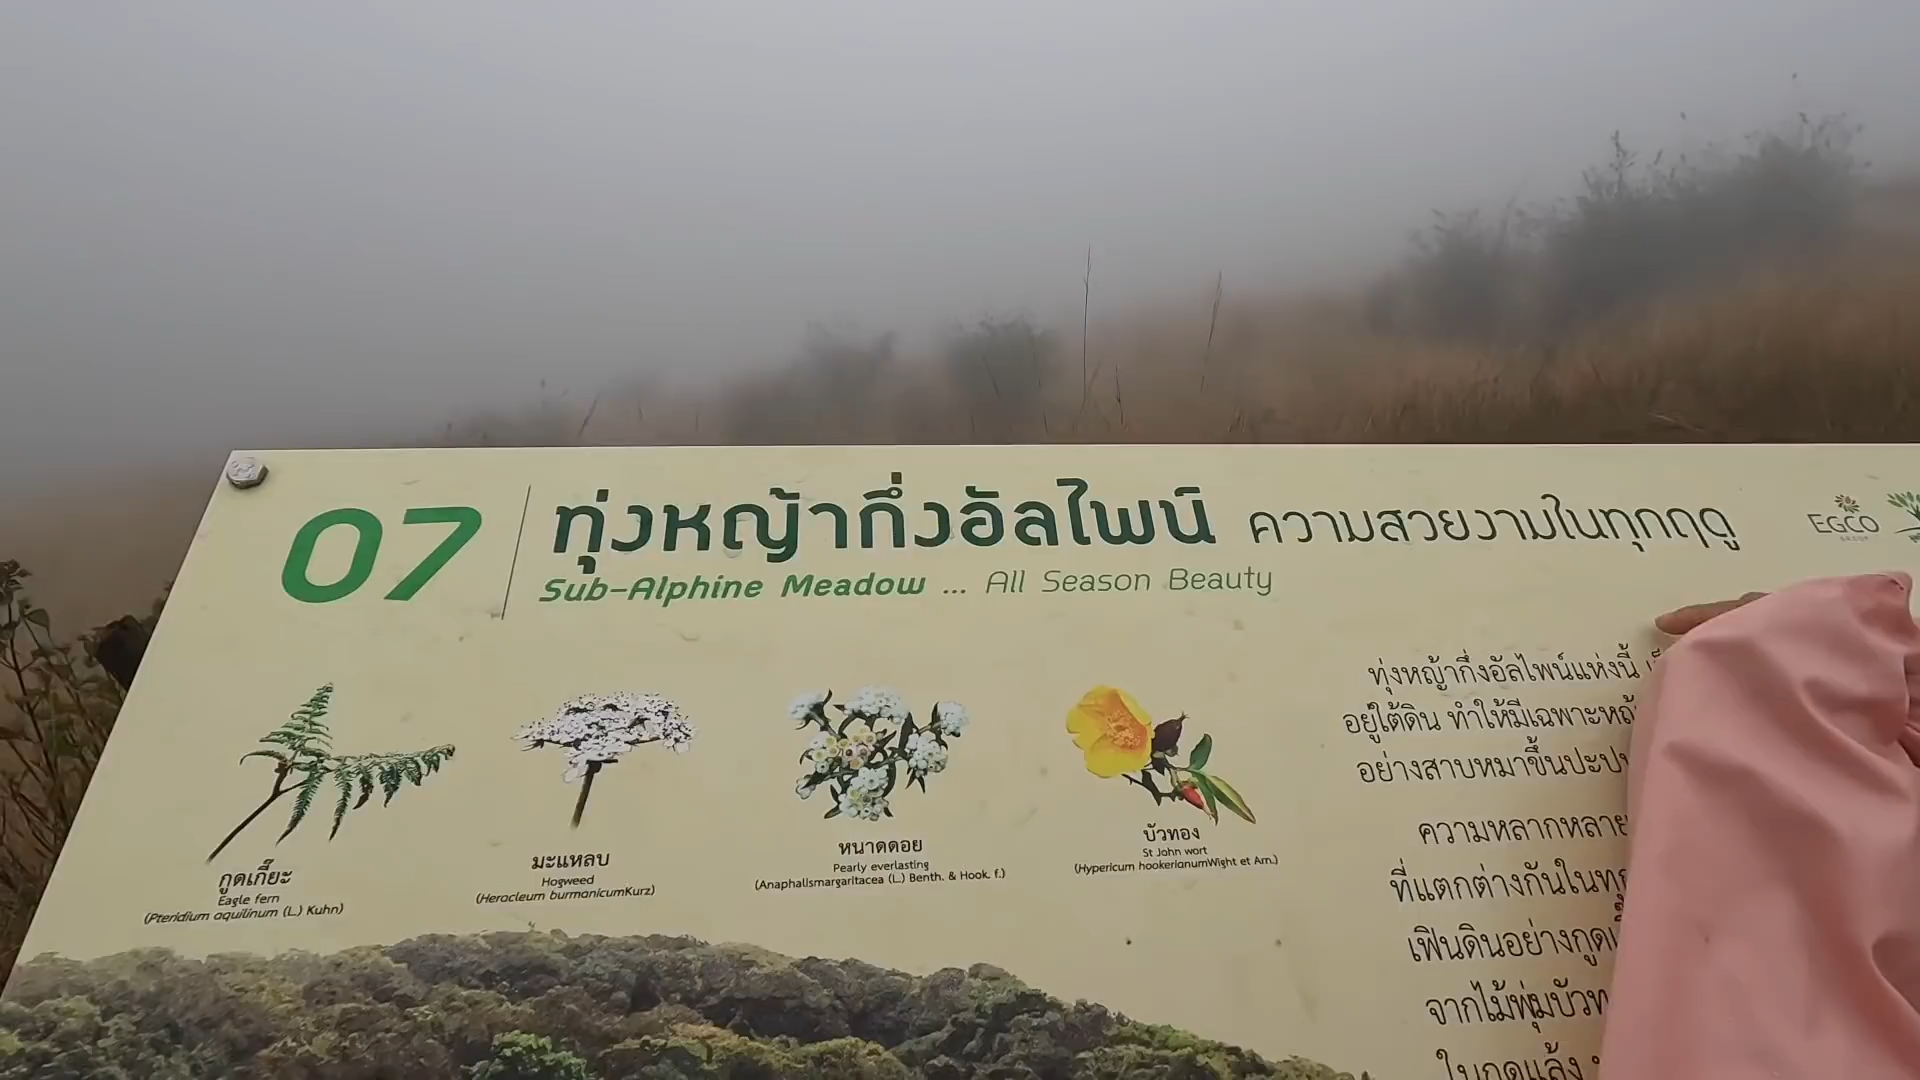 07
ทุ่งหญ้ากึ่งอัลไพน์ ความสวยงามในทุกฤดู
Sub-Alphine Meadow ... All Season Beauty
EGCO
GROUP
กูดเกี๊ยะ
Eagle fern
(Pteridium aquilinum (L.) Kuhn)
มะแหลบ
Hogweed
(Heracleum burmanicumKurz)
หนาดดอย
Pearly everlasting
(Anaphalismargaritacea (L.) Benth. & Hook. f.)
บัวทอง
St John wort
(Hypericum hookerianumWight et Arn.)
ทุ่งหญ้ากึ่งอัลไพน์แห่งนี้
อยู่ใต้ดิน ทำให้มีเฉพาะหญ้
อย่างสาบหมาขึ้นปะปน
ความหลากหลาย
ที่แตกต่างกันในทุก
เฟินดินอย่างกูดเ
จากไม้พุ่มบัวท
ในฤดูแล้ง